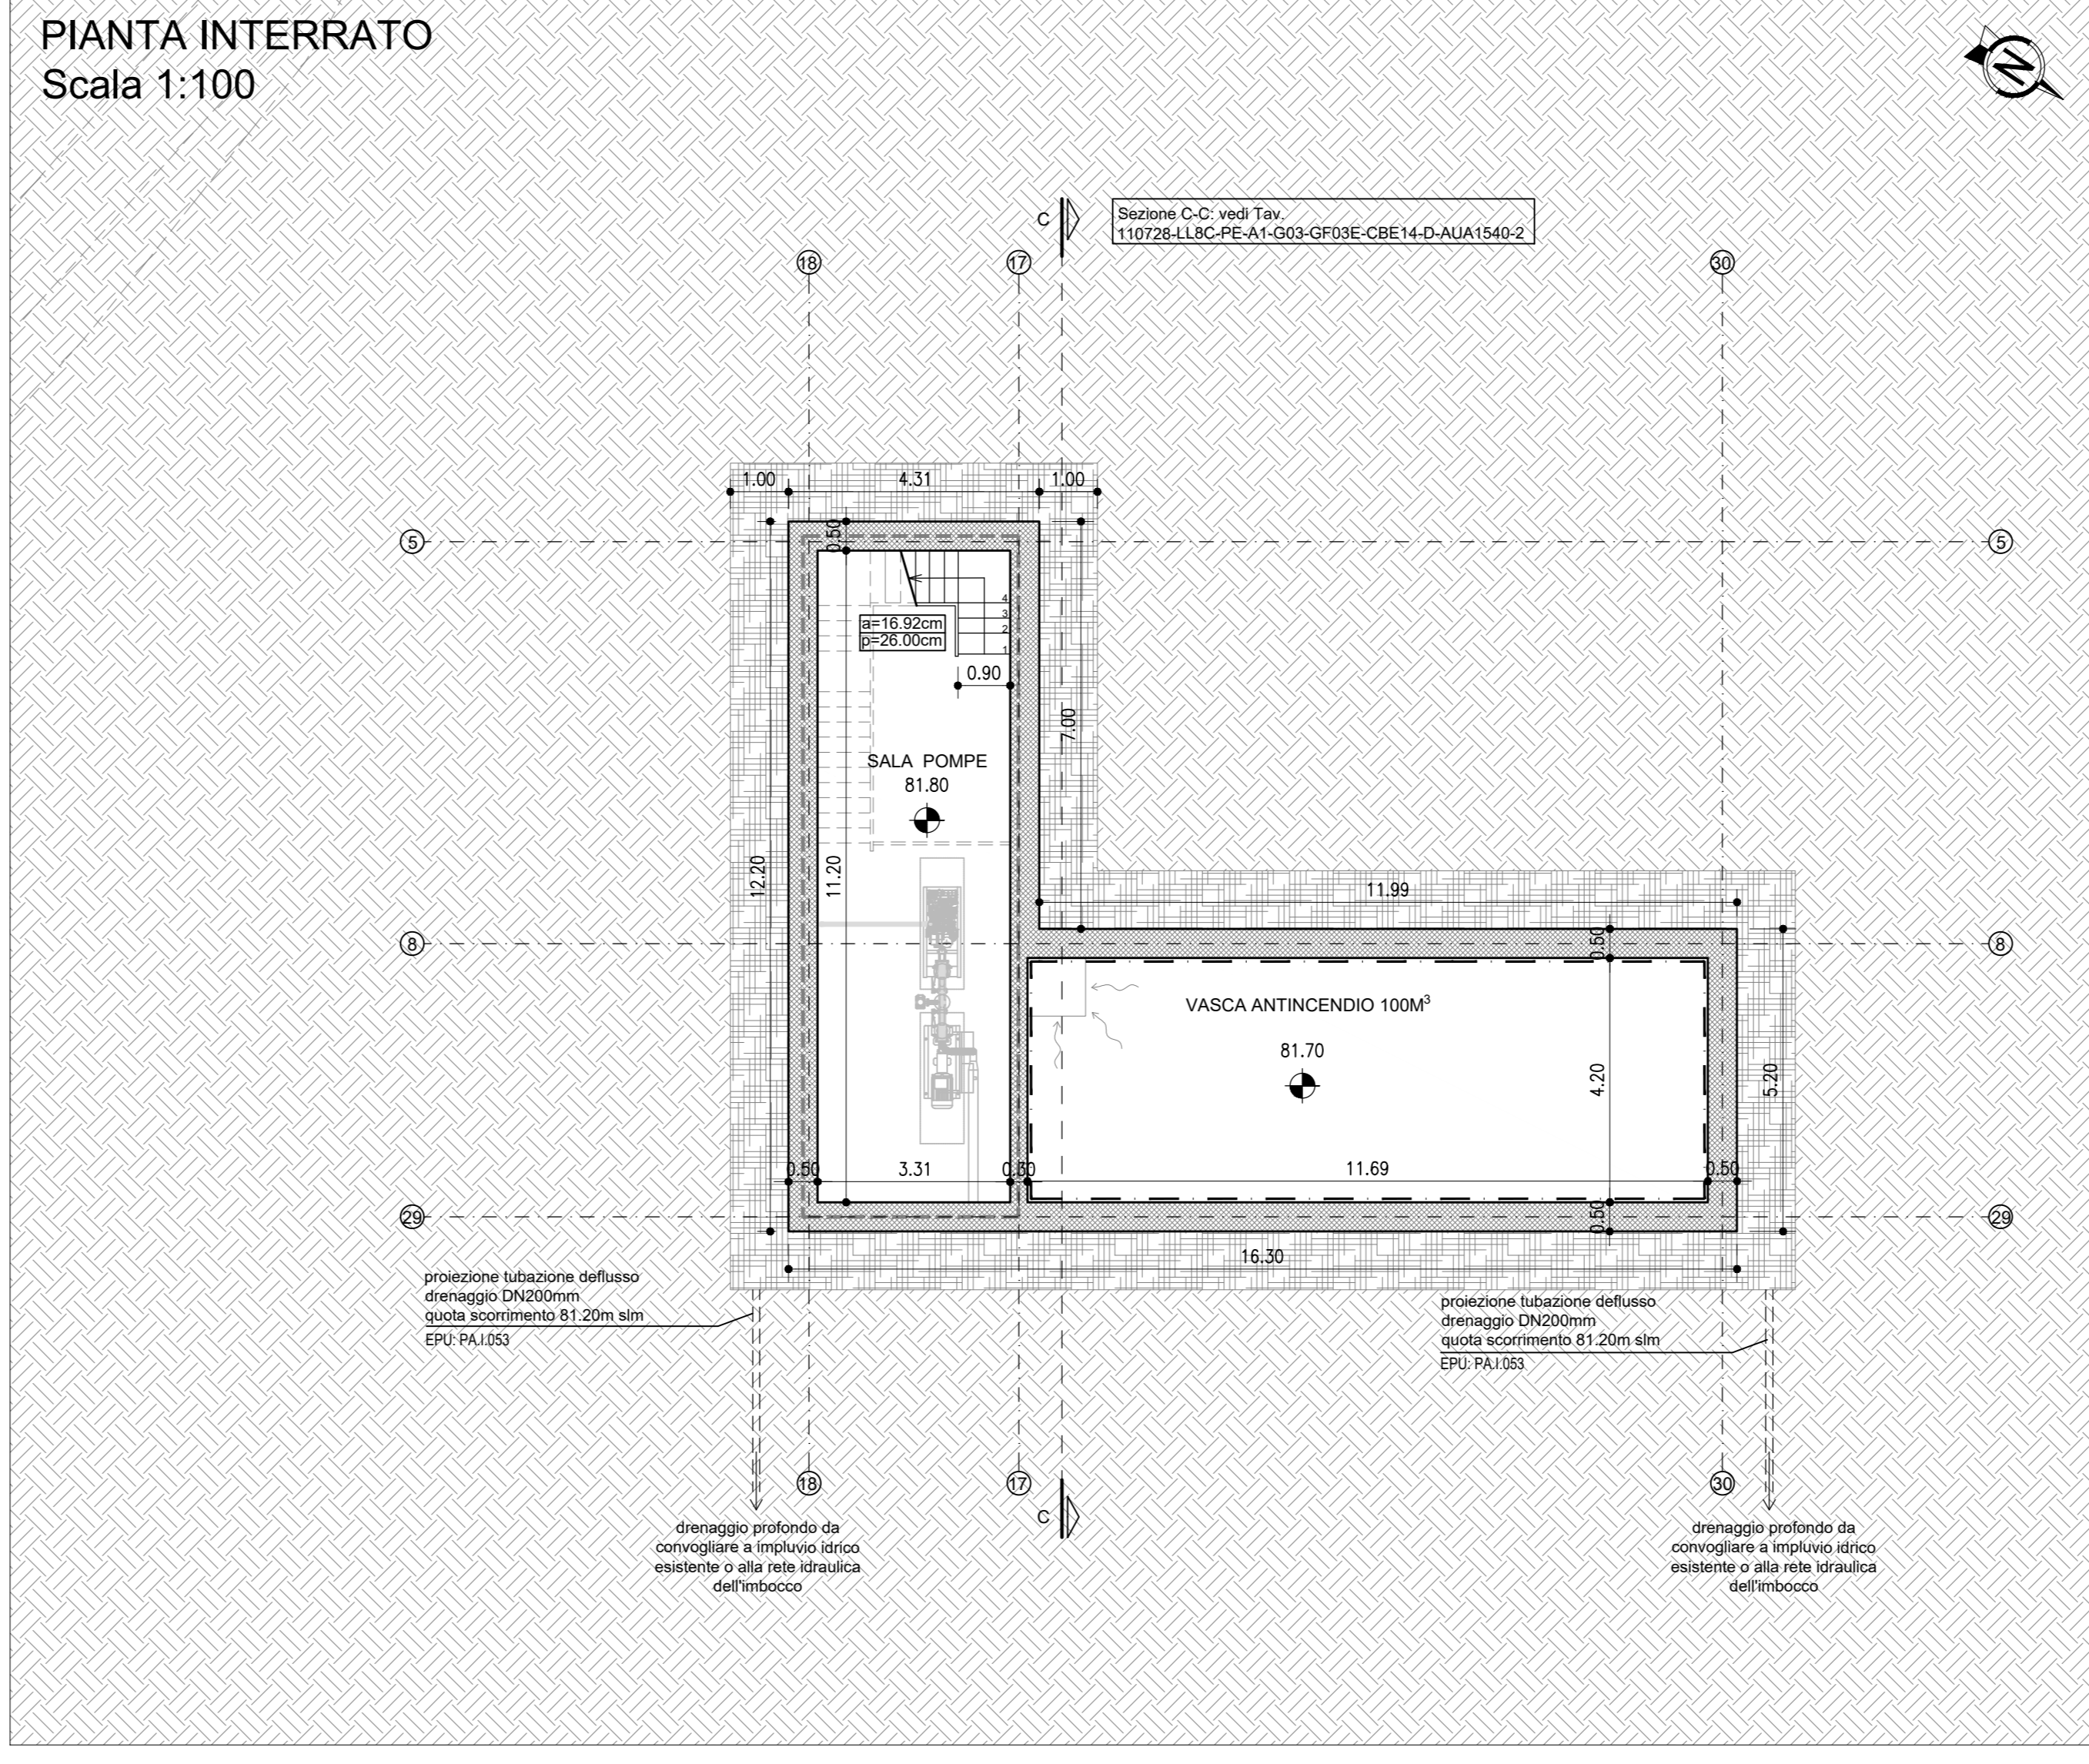 PIANTA INTERRATO
Scala 1:100
N
C
Sezione C-C: vedi Tav.
110728-LL8C-PE-A1-G03-GF03E-CBE14-D-AUA1540-2
18
17
30
1.00
4.31
1.00
0.50
5
5
4
3
2
1
a=16.92cm
p=26.00cm
0.90
7.00
SALA POMPE
81.80
12.20
11.20
11.99
8
0.50
8
VASCA ANTINCENDIO 100M³
81.70
4.20
5.20
0.50
3.31
0.30
11.69
0.50
29
0.50
29
16.30
proiezione tubazione deflusso
drenaggio DN200mm
quota scorrimento 81.20m slm
EPU: PA.I.053
proiezione tubazione deflusso
drenaggio DN200mm
quota scorrimento 81.20m slm
EPU: PA.I.053
18
17
30
C
drenaggio profondo da
convogliare a impluvio idrico
esistente o alla rete idraulica
dell'imbocco
drenaggio profondo da
convogliare a impluvio idrico
esistente o alla rete idraulica
dell'imbocco